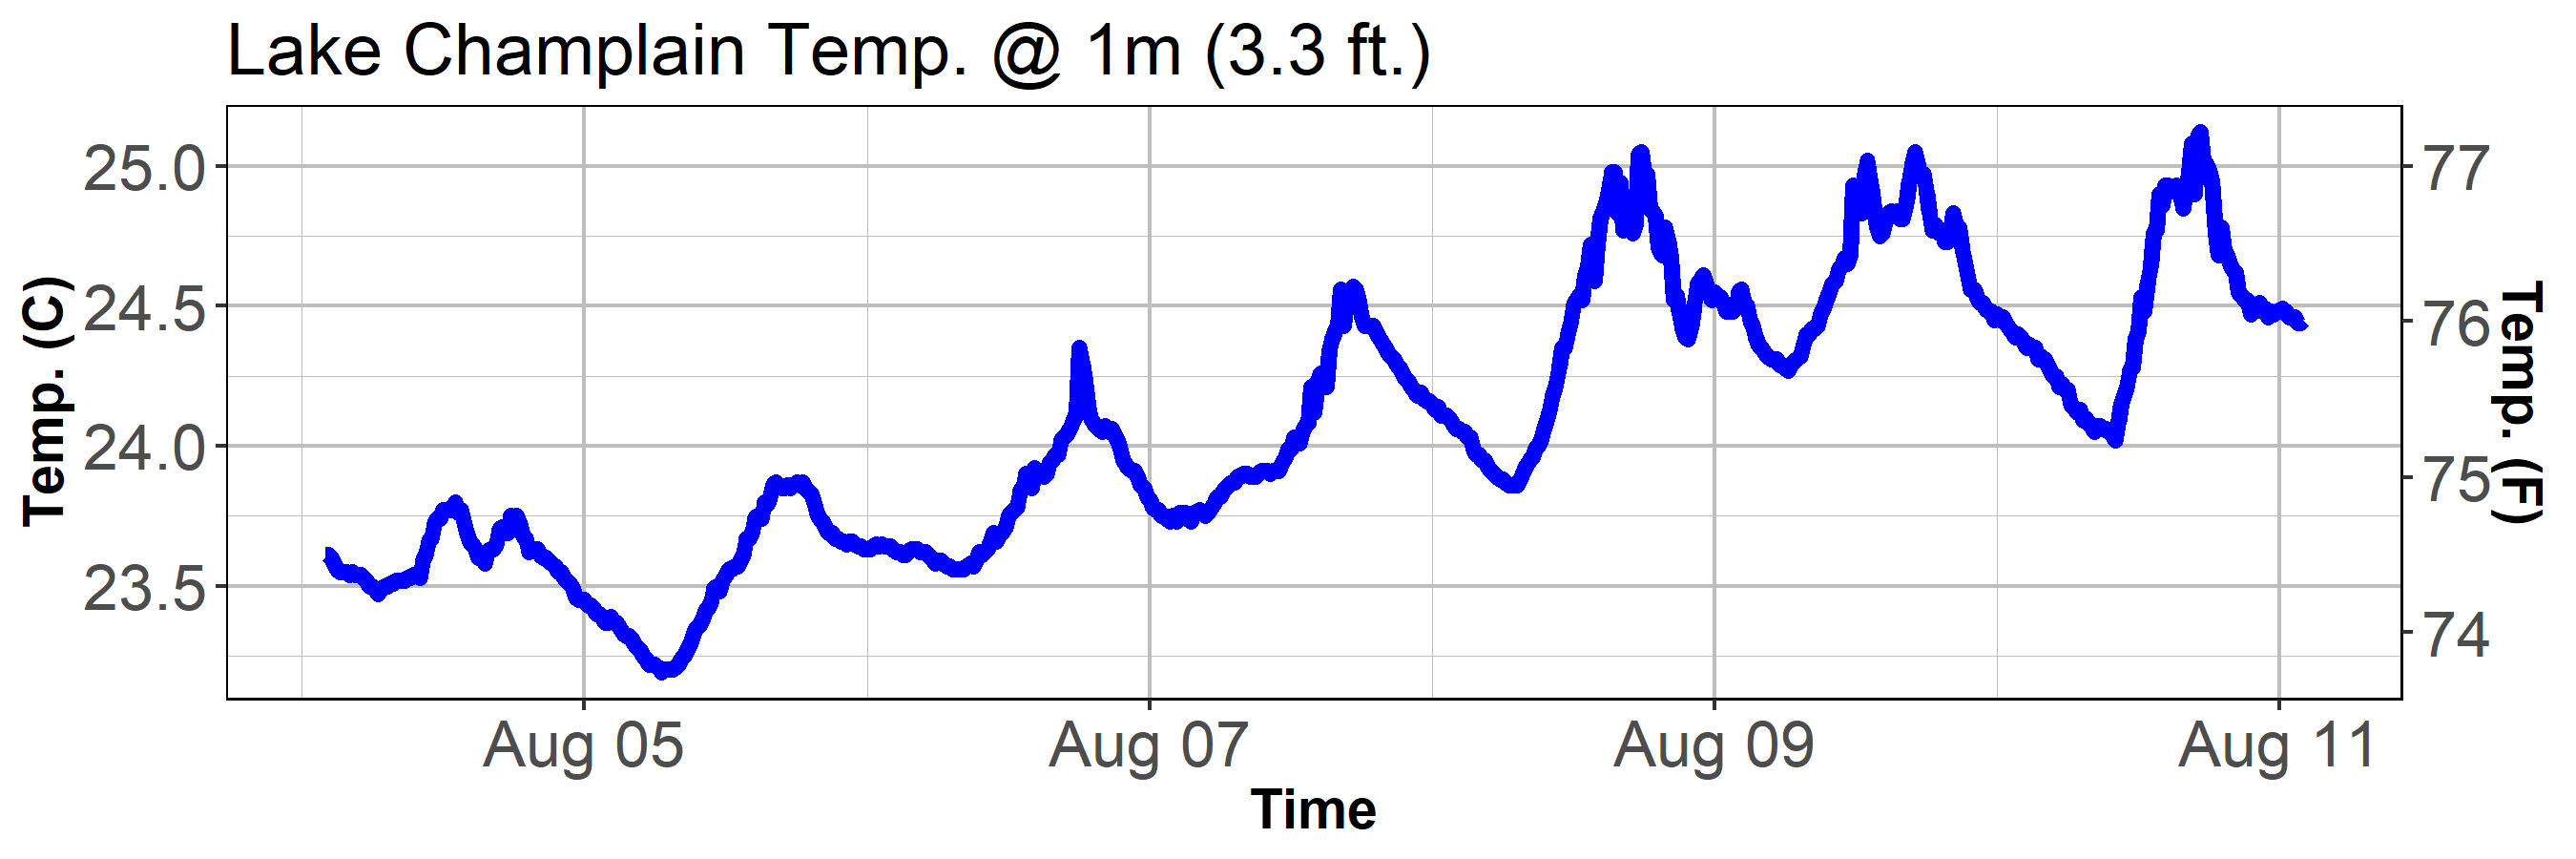 Lake Champlain Temp. @ 1m (3.3 ft.)
Temp. (C)
25.0
24.5
24.0
23.5
77
76
75
74
Temp. (F)
Aug 05
Aug 07
Aug 09
Aug 11
Time